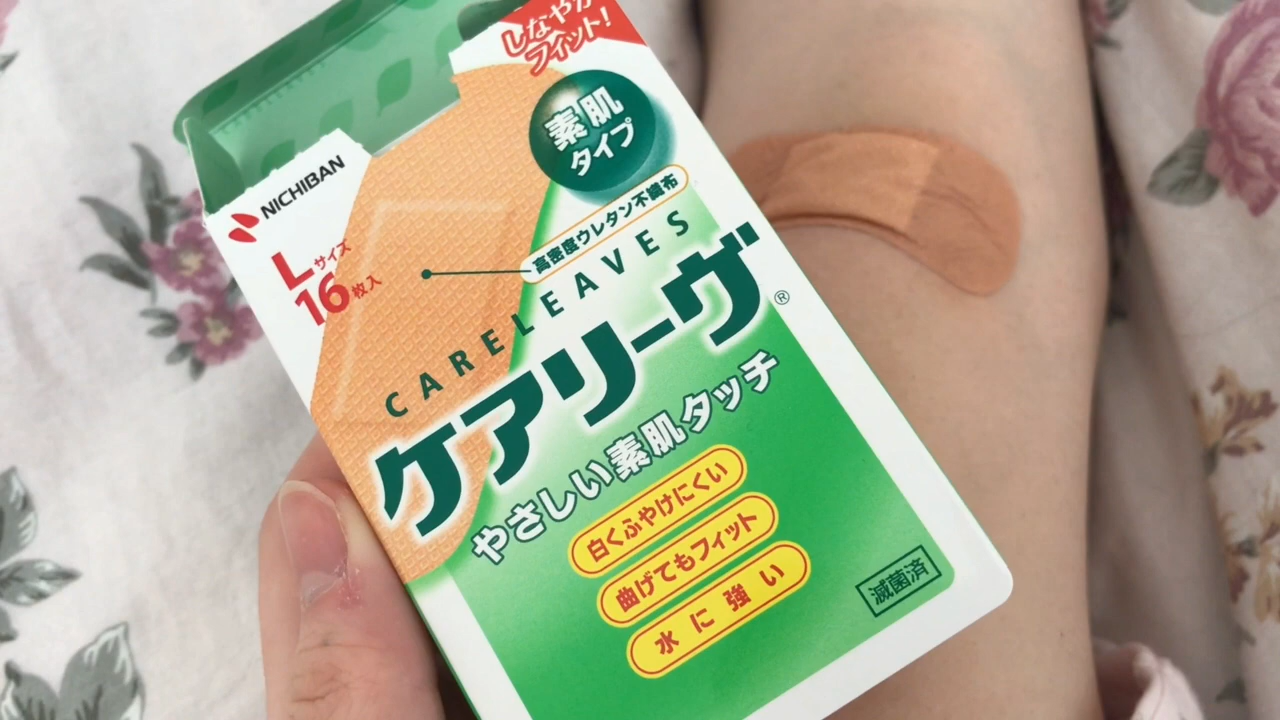 しなやか
フィット!
素肌
タイプ
NICHIBAN
Lサイズ
16枚入
高密度ウレタン不織布
CARELEAVES
ケアリーヴ®
やさしい素肌タッチ
白くふやけにくい
曲げてもフィット
水に強い
滅菌済